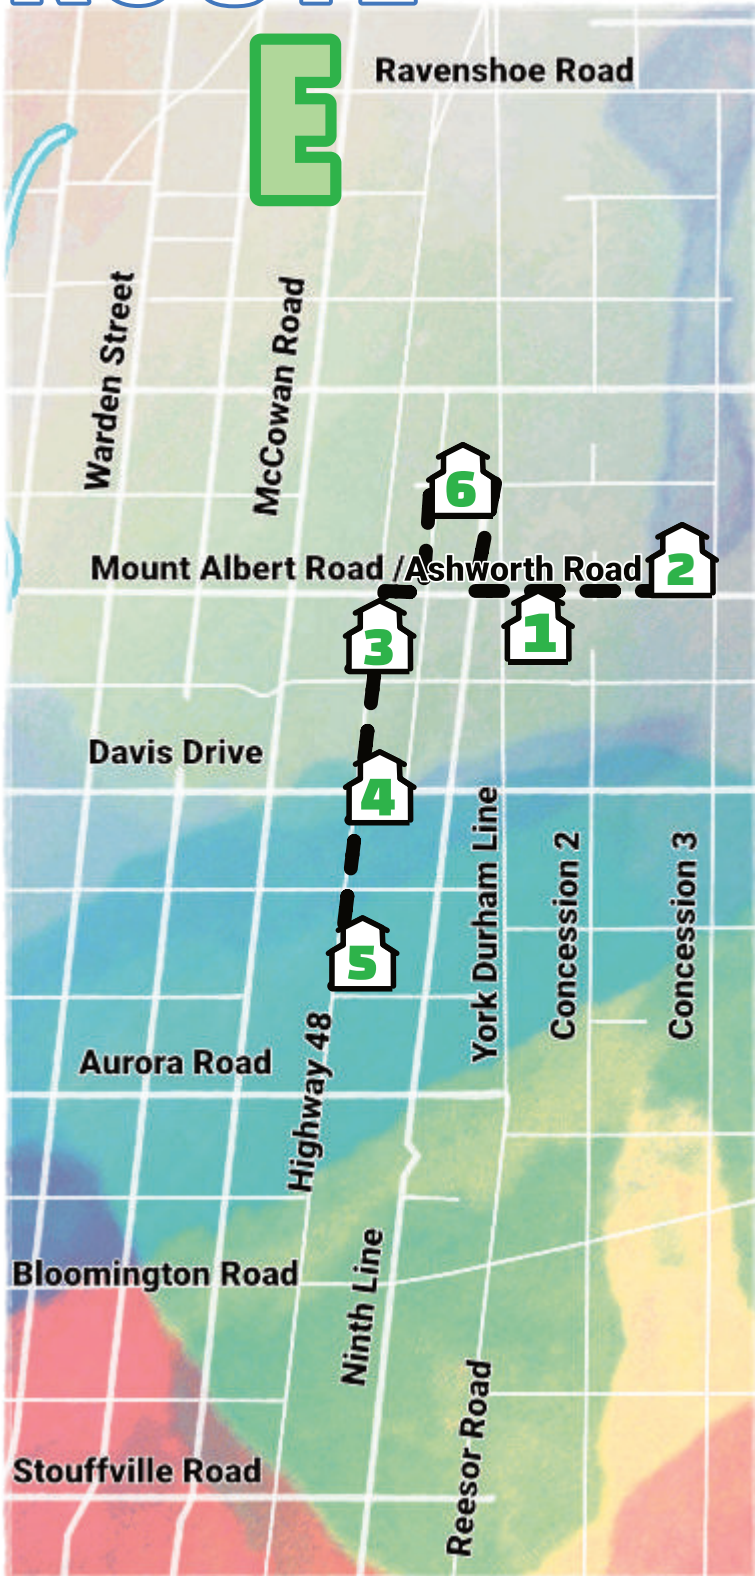 E
Ravenshoe Road
Warden Street
McCowan Road
6
Mount Albert Road /Ashworth Road
2
1
3
Davis Drive
4
York Durham Line
Concession 2
Concession 3
5
Aurora Road
Highway 48
Bloomington Road
Ninth Line
Stouffville Road
Reesor Road